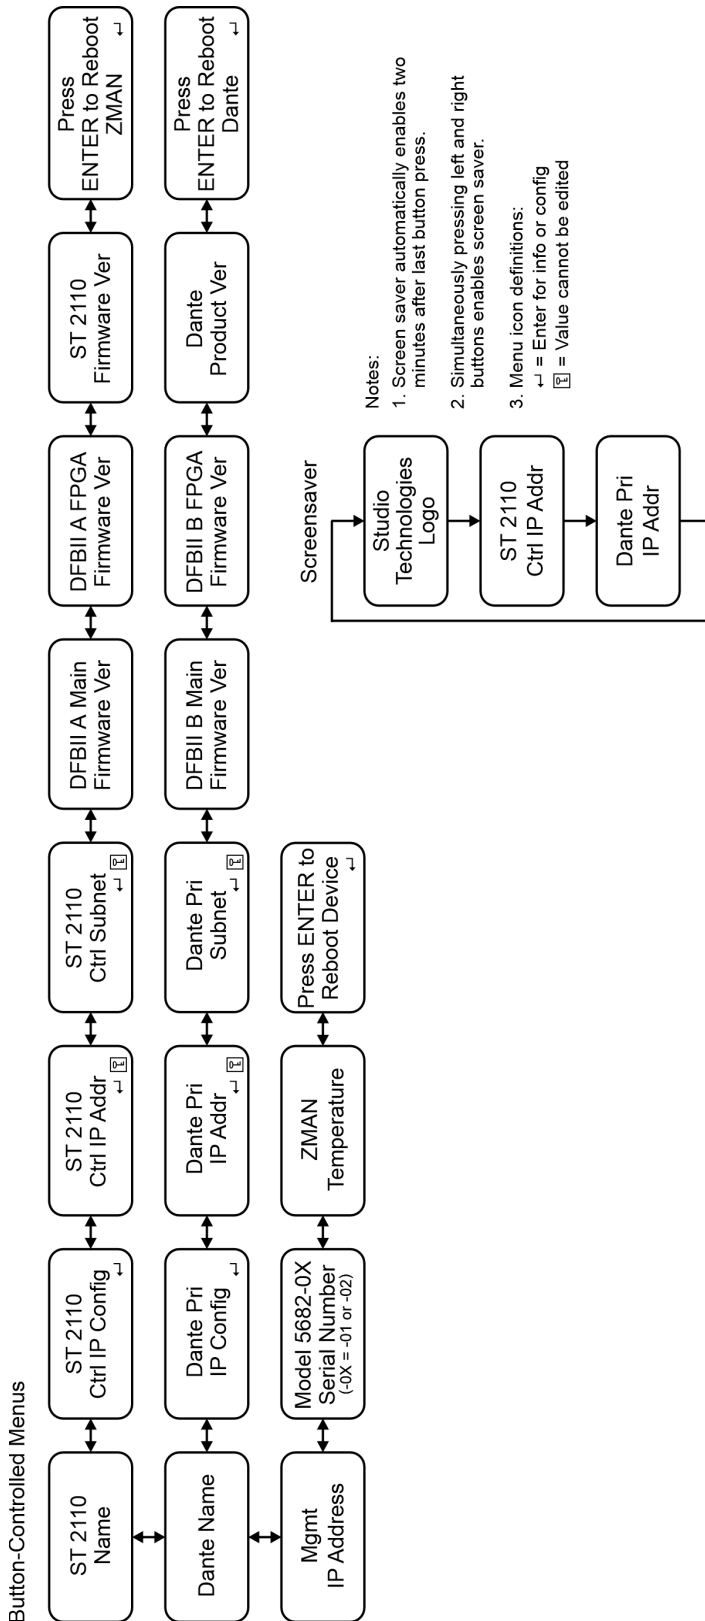 Button-Controlled Menus
ST 2110
Name
ST 2110
Ctrl IP Config
↵
ST 2110
Ctrl IP Addr
↵
ST 2110
Ctrl Subnet
↵
DFBII A Main
Firmware Ver
DFBII A FPGA
Firmware Ver
ST 2110
Firmware Ver
Press
ENTER to Reboot
ZMAN
↵
Dante Name
Dante Pri
IP Config
↵
Dante Pri
IP Addr
↵
Dante Pri
Subnet
↵
DFBII B Main
Firmware Ver
DFBII B FPGA
Firmware Ver
Dante
Product Ver
Press
ENTER to Reboot
Dante
↵
Mgmt
IP Address
Model 5682-0X
Serial Number
(-0X = -01 or -02)
ZMAN
Temperature
Press ENTER to
Reboot Device
↵
Screensaver
Studio
Technologies
Logo
ST 2110
Ctrl IP Addr
Dante Pri
IP Addr
Notes:
1. Screen saver automatically enables two
minutes after last button press.
2. Simultaneously pressing left and right
buttons enables screen saver.
3. Menu icon definitions:
↵ = Enter for info or config
= Value cannot be edited